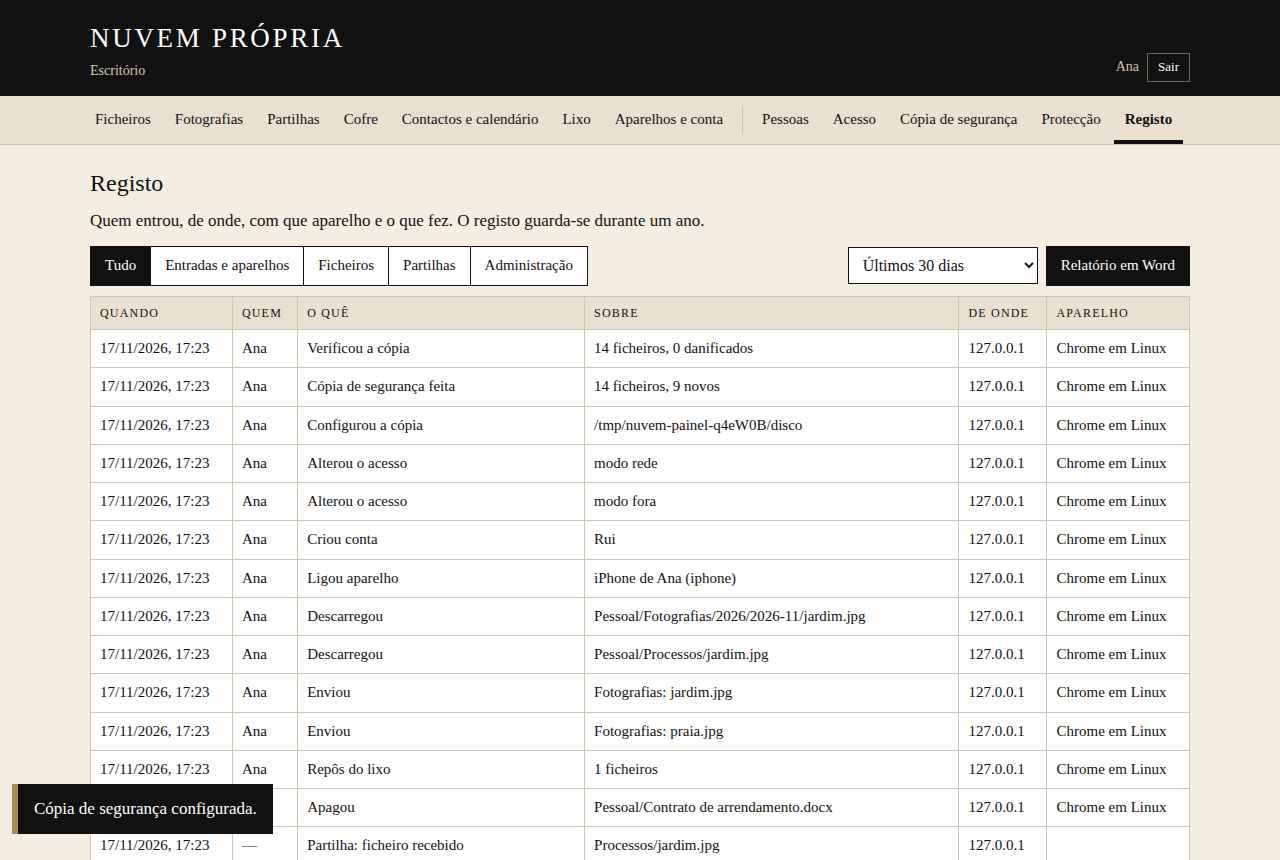 NUVEM PRÓPRIA
Escritório
Ana Sair
Ficheiros Fotografias Partilhas Cofre Contactos e calendário Lixo Aparelhos e conta Pessoas Acesso Cópia de segurança Protecção Registo
Registo
Quem entrou, de onde, com que aparelho e o que fez. O registo guarda-se durante um ano.
Tudo Entradas e aparelhos Ficheiros Partilhas Administração Últimos 30 dias Relatório em Word
QUANDO QUEM O QUÊ SOBRE DE ONDE APARELHO
17/11/2026, 17:23 Ana Verificou a cópia 14 ficheiros, 0 danificados 127.0.0.1 Chrome em Linux
17/11/2026, 17:23 Ana Cópia de segurança feita 14 ficheiros, 9 novos 127.0.0.1 Chrome em Linux
17/11/2026, 17:23 Ana Configurou a cópia /tmp/nuvem-painel-q4eW0B/disco 127.0.0.1 Chrome em Linux
17/11/2026, 17:23 Ana Alterou o acesso modo rede 127.0.0.1 Chrome em Linux
17/11/2026, 17:23 Ana Alterou o acesso modo fora 127.0.0.1 Chrome em Linux
17/11/2026, 17:23 Ana Criou conta Rui 127.0.0.1 Chrome em Linux
17/11/2026, 17:23 Ana Ligou aparelho iPhone de Ana (iphone) 127.0.0.1 Chrome em Linux
17/11/2026, 17:23 Ana Descarregou Pessoal/Fotografias/2026/2026-11/jardim.jpg 127.0.0.1 Chrome em Linux
17/11/2026, 17:23 Ana Descarregou Pessoal/Processos/jardim.jpg 127.0.0.1 Chrome em Linux
17/11/2026, 17:23 Ana Enviou Fotografias: jardim.jpg 127.0.0.1 Chrome em Linux
17/11/2026, 17:23 Ana Enviou Fotografias: praia.jpg 127.0.0.1 Chrome em Linux
17/11/2026, 17:23 Ana Repôs do lixo 1 ficheiros 127.0.0.1 Chrome em Linux
Apagou Pessoal/Contrato de arrendamento.docx 127.0.0.1 Chrome em Linux
Cópia de segurança configurada.
17/11/2026, 17:23 — Partilha: ficheiro recebido Processos/jardim.jpg 127.0.0.1